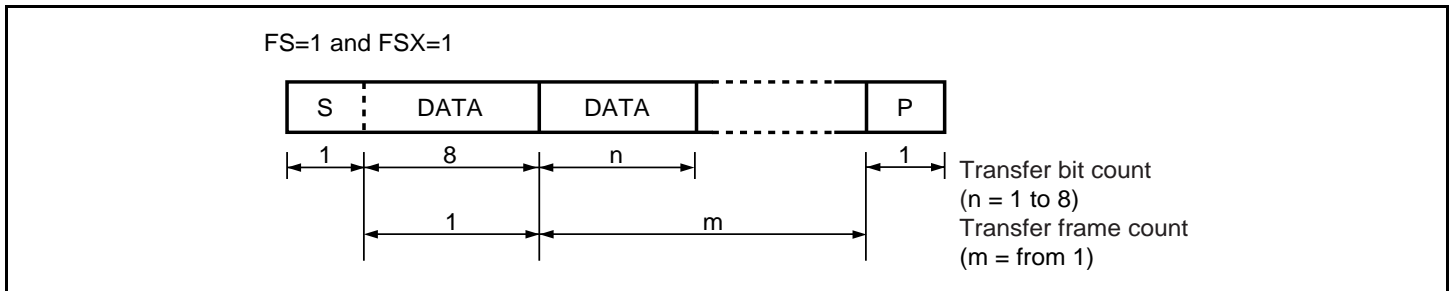 FS=1 and FSX=1
S DATA DATA P
1 8 n 1
Transfer bit count
(n = 1 to 8)
1 m
Transfer frame count
(m = from 1)